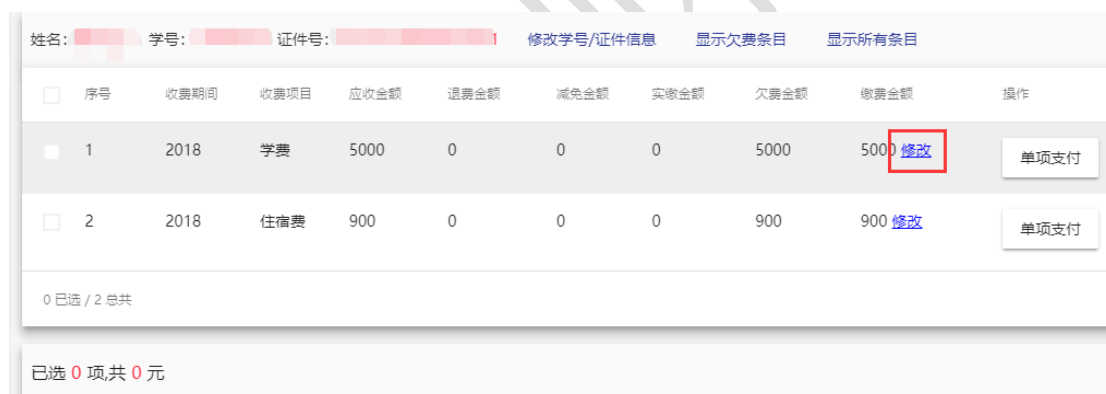 姓名: 学号: 证件号: 1 修改学号/证件信息 显示欠费条目 显示所有条目
序号 收费期间 收费项目 应收金额 退费金额 减免金额 实缴金额 欠费金额 缴费金额 操作
1 2018 学费 5000 0 0 0 5000 5000 修改 单项支付
2 2018 住宿费 900 0 0 0 900 900 修改 单项支付
0 已选 / 2 总共
已选 0 项,共 0 元